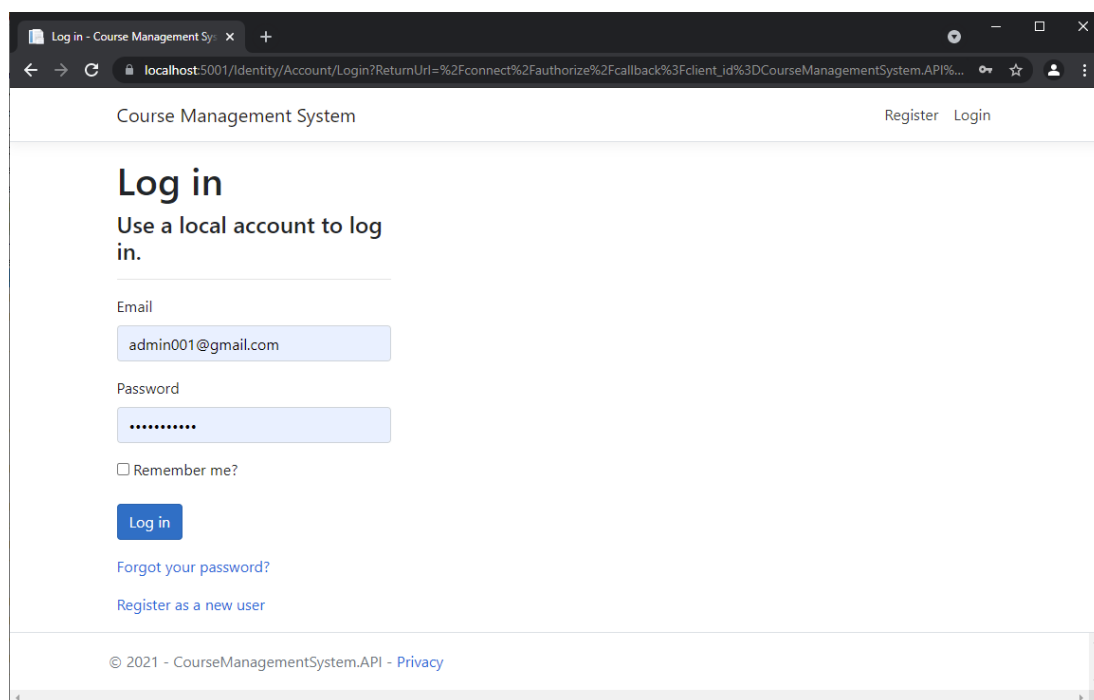 Log in - Course Management Sys
localhost:5001/Identity/Account/Login?ReturnUrl=%2Fconnect%2Fauthorize%2Fcallback%3Fclient_id%3DCourseManagementSystem.API%...
Course Management System Register Login
Log in
Use a local account to log
in.
Email
admin001@gmail.com
Password
•••••••••••
Remember me?
Log in
Forgot your password?
Register as a new user
© 2021 - CourseManagementSystem.API - Privacy